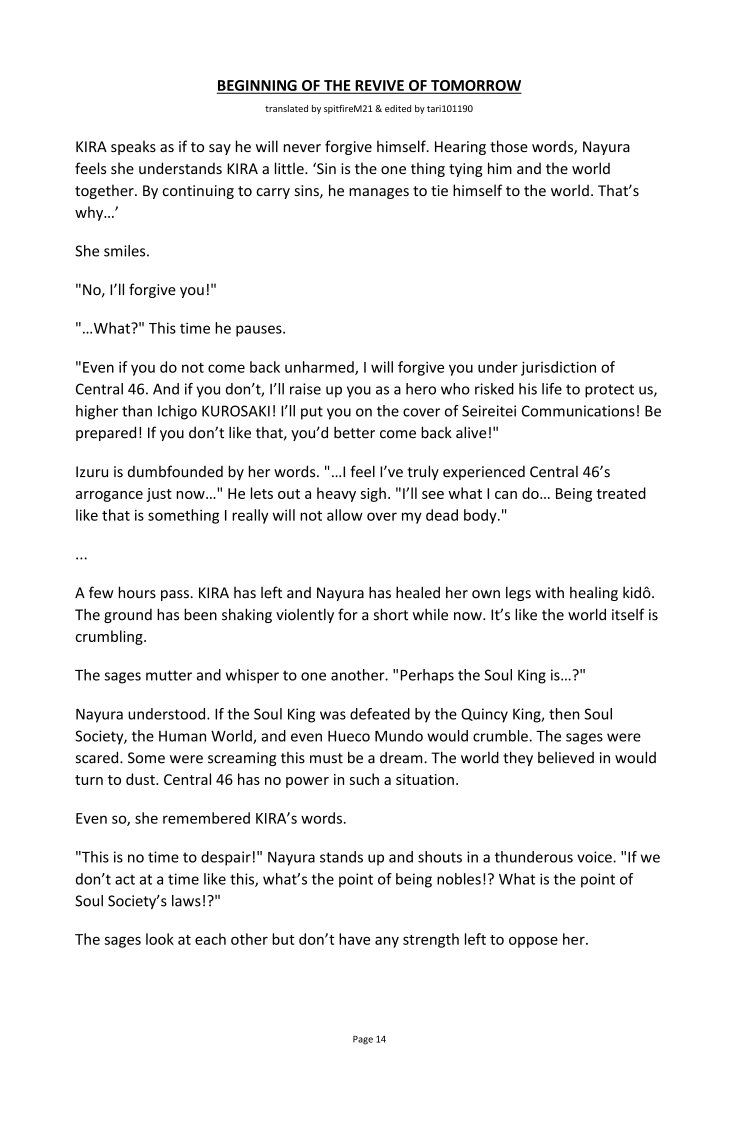 BEGINNING OF THE REVIVE OF TOMORROW
translated by spitfireM21 & edited by tari101190
KIRA speaks as if to say he will never forgive himself. Hearing those words, Nayura
feels she understands KIRA a little. ‘Sin is the one thing tying him and the world
together. By continuing to carry sins, he manages to tie himself to the world. That’s
why…’
She smiles.
"No, I’ll forgive you!"
"…What?" This time he pauses.
"Even if you do not come back unharmed, I will forgive you under jurisdiction of
Central 46. And if you don’t, I’ll raise up you as a hero who risked his life to protect us,
higher than Ichigo KUROSAKI! I’ll put you on the cover of Seireitei Communications! Be
prepared! If you don’t like that, you’d better come back alive!"
Izuru is dumbfounded by her words. "…I feel I’ve truly experienced Central 46’s
arrogance just now…" He lets out a heavy sigh. "I’ll see what I can do… Being treated
like that is something I really will not allow over my dead body."
...
A few hours pass. KIRA has left and Nayura has healed her own legs with healing kidô.
The ground has been shaking violently for a short while now. It’s like the world itself is
crumbling.
The sages mutter and whisper to one another. "Perhaps the Soul King is…?"
Nayura understood. If the Soul King was defeated by the Quincy King, then Soul
Society, the Human World, and even Hueco Mundo would crumble. The sages were
scared. Some were screaming this must be a dream. The world they believed in would
turn to dust. Central 46 has no power in such a situation.
Even so, she remembered KIRA’s words.
"This is no time to despair!" Nayura stands up and shouts in a thunderous voice. "If we
don’t act at a time like this, what’s the point of being nobles!? What is the point of
Soul Society’s laws!?"
The sages look at each other but don’t have any strength left to oppose her.
Page 14